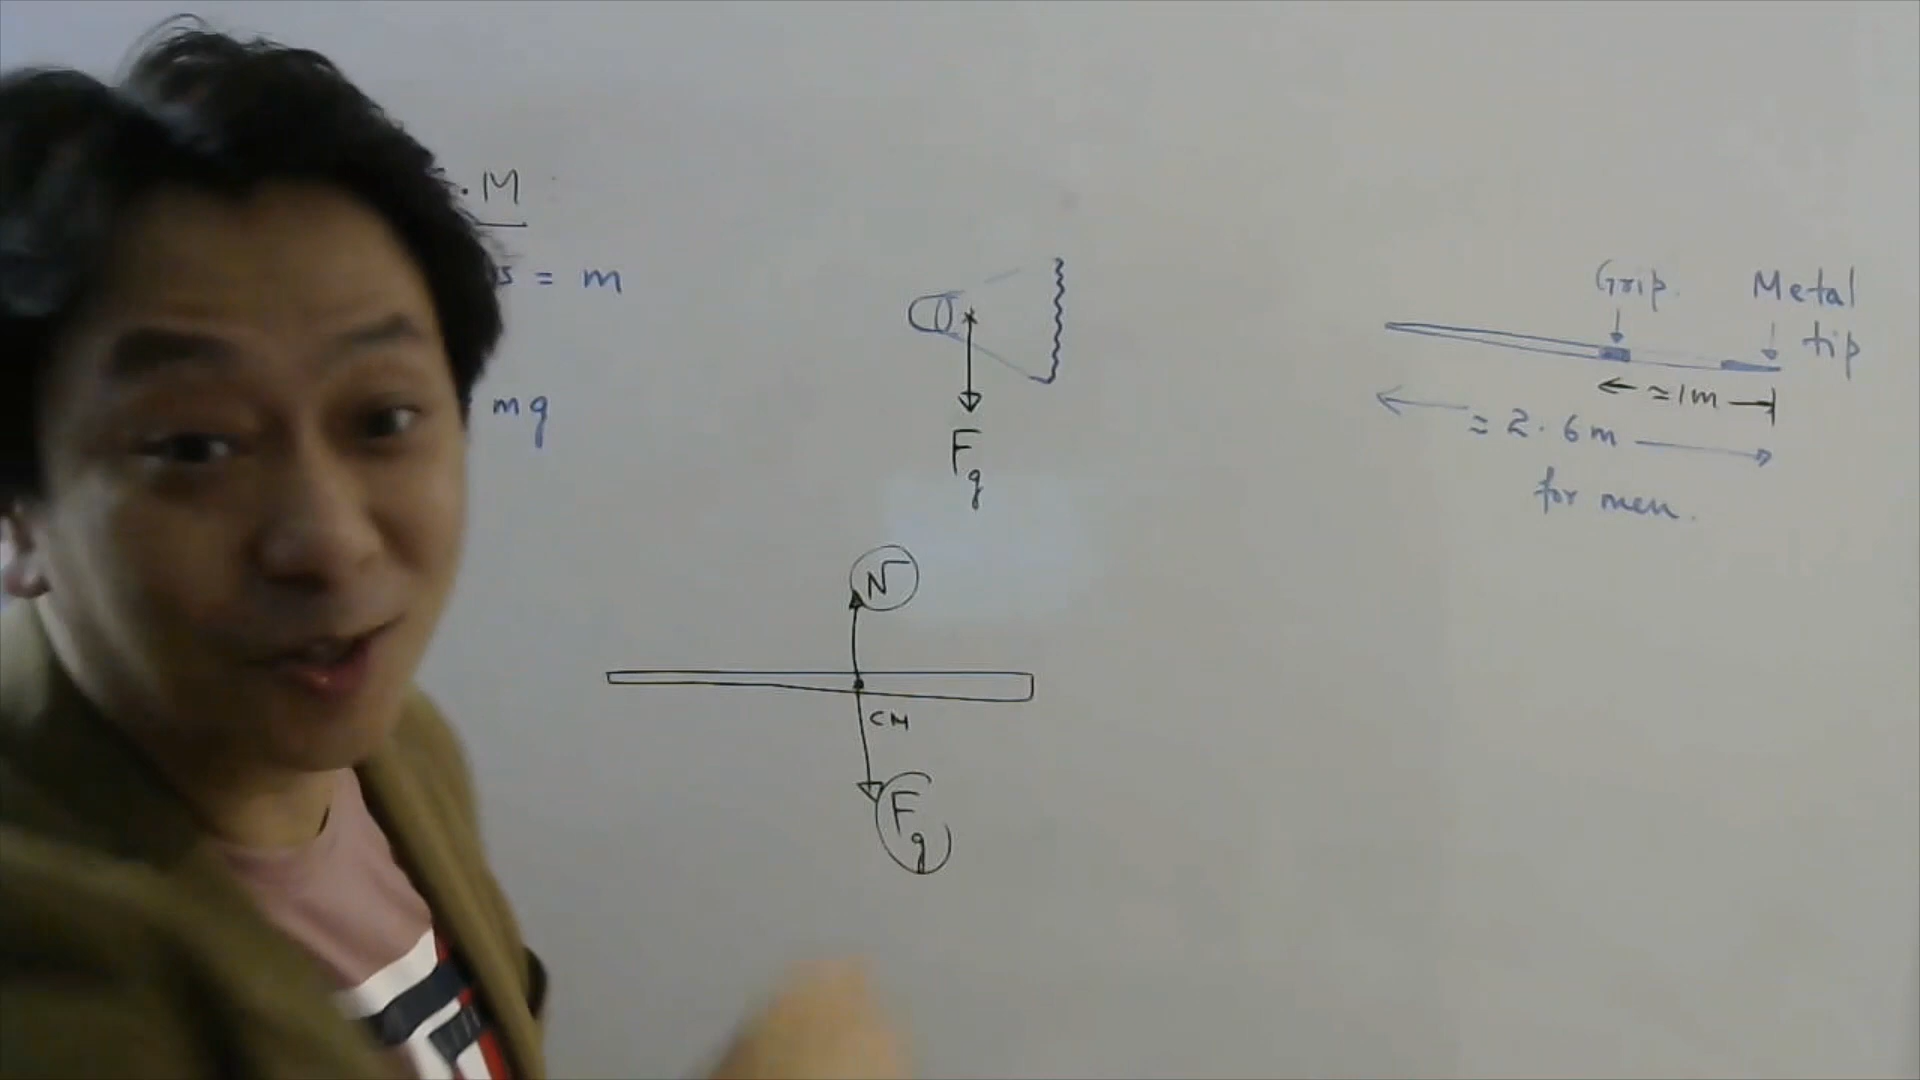 . M
s = m
mg
Fg
N
CM
Fg
Grip.
Metal
tip
≈1m
≈ 2.6m
for men.